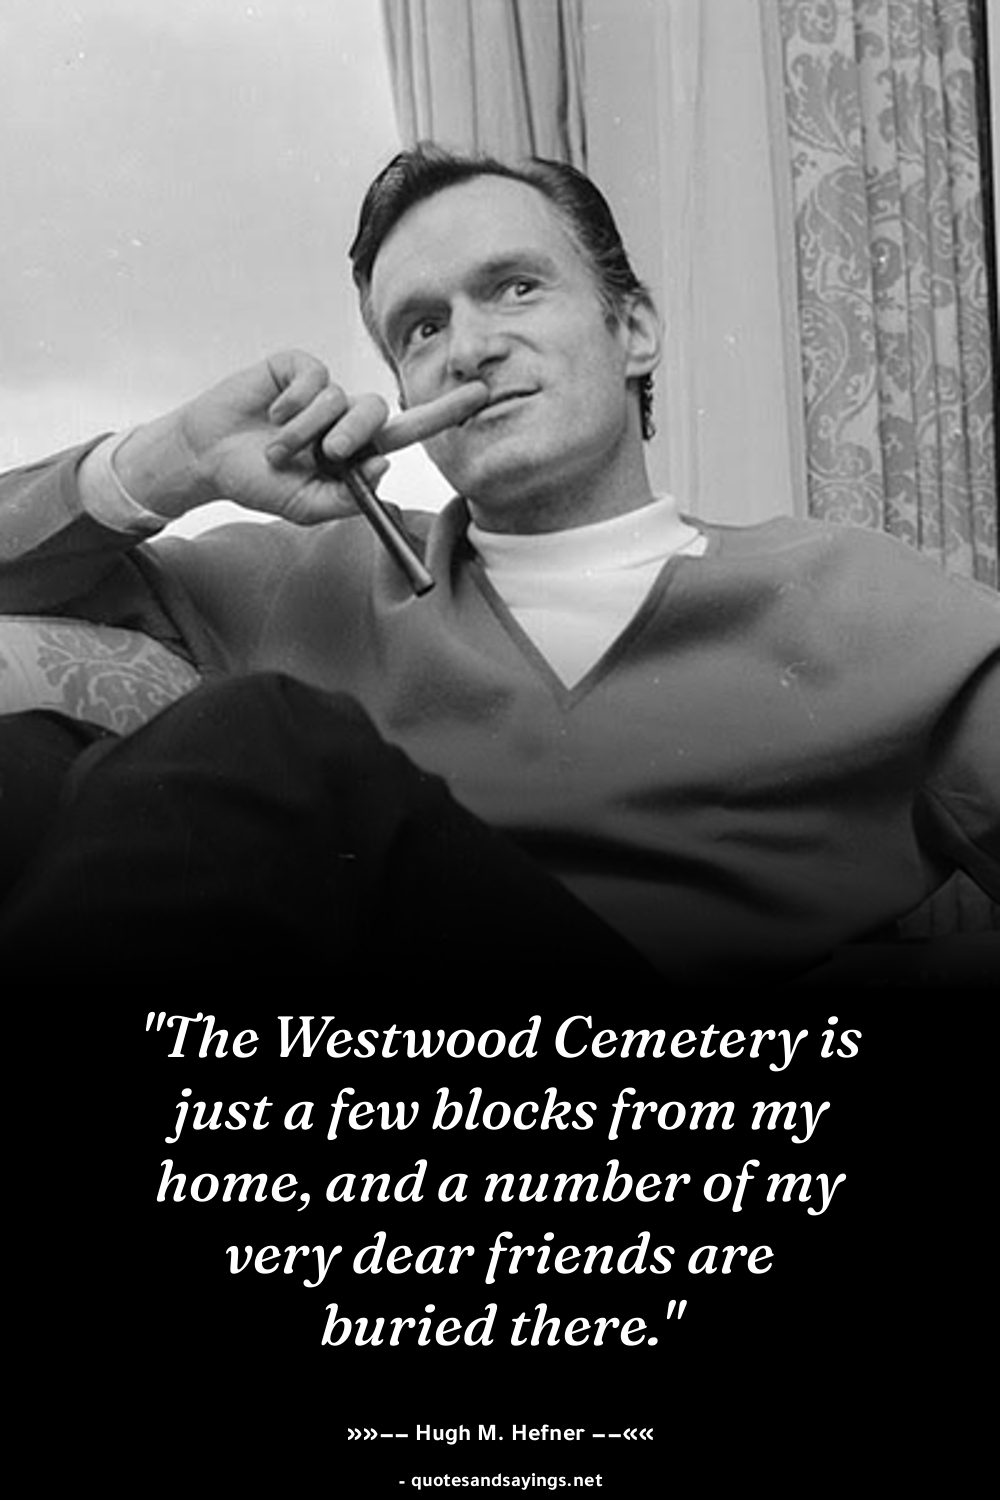 "The Westwood Cemetery is
just a few blocks from my
home, and a number of my
very dear friends are
buried there."
»»–– Hugh M. Hefner ––««
- quotesandsayings.net